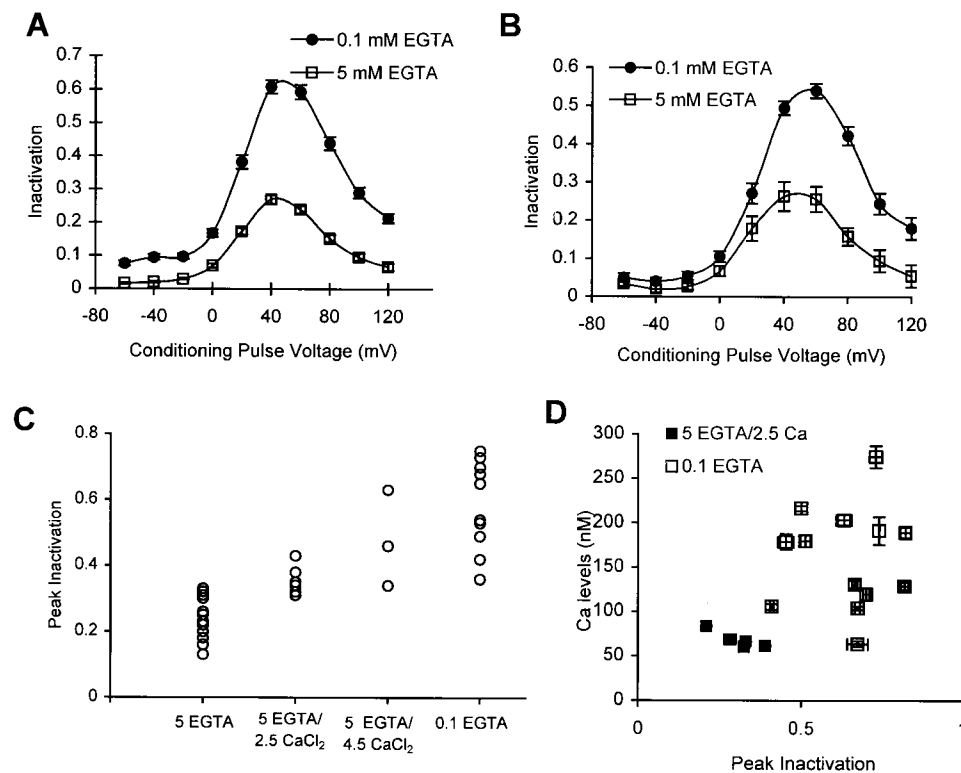 A
0.1 mM EGTA
5 mM EGTA
0.7
0.6
0.5
0.4
0.3
0.2
0.1
0
Inactivation
-80 -40 0 40 80 120
Conditioning Pulse Voltage (mV)
B
0.1 mM EGTA
5 mM EGTA
0.6
0.5
0.4
0.3
0.2
0.1
0
Inactivation
-80 -40 0 40 80 120
Conditioning Pulse Voltage (mV)
C
0.8
0.6
0.4
0.2
0
Peak Inactivation
5 EGTA
5 EGTA/
2.5 CaCl₂
5 EGTA/
4.5 CaCl₂
0.1 EGTA
D
5 EGTA/2.5 Ca
0.1 EGTA
300
250
200
150
100
50
0
Ca levels (nM)
0 0.5 1
Peak Inactivation